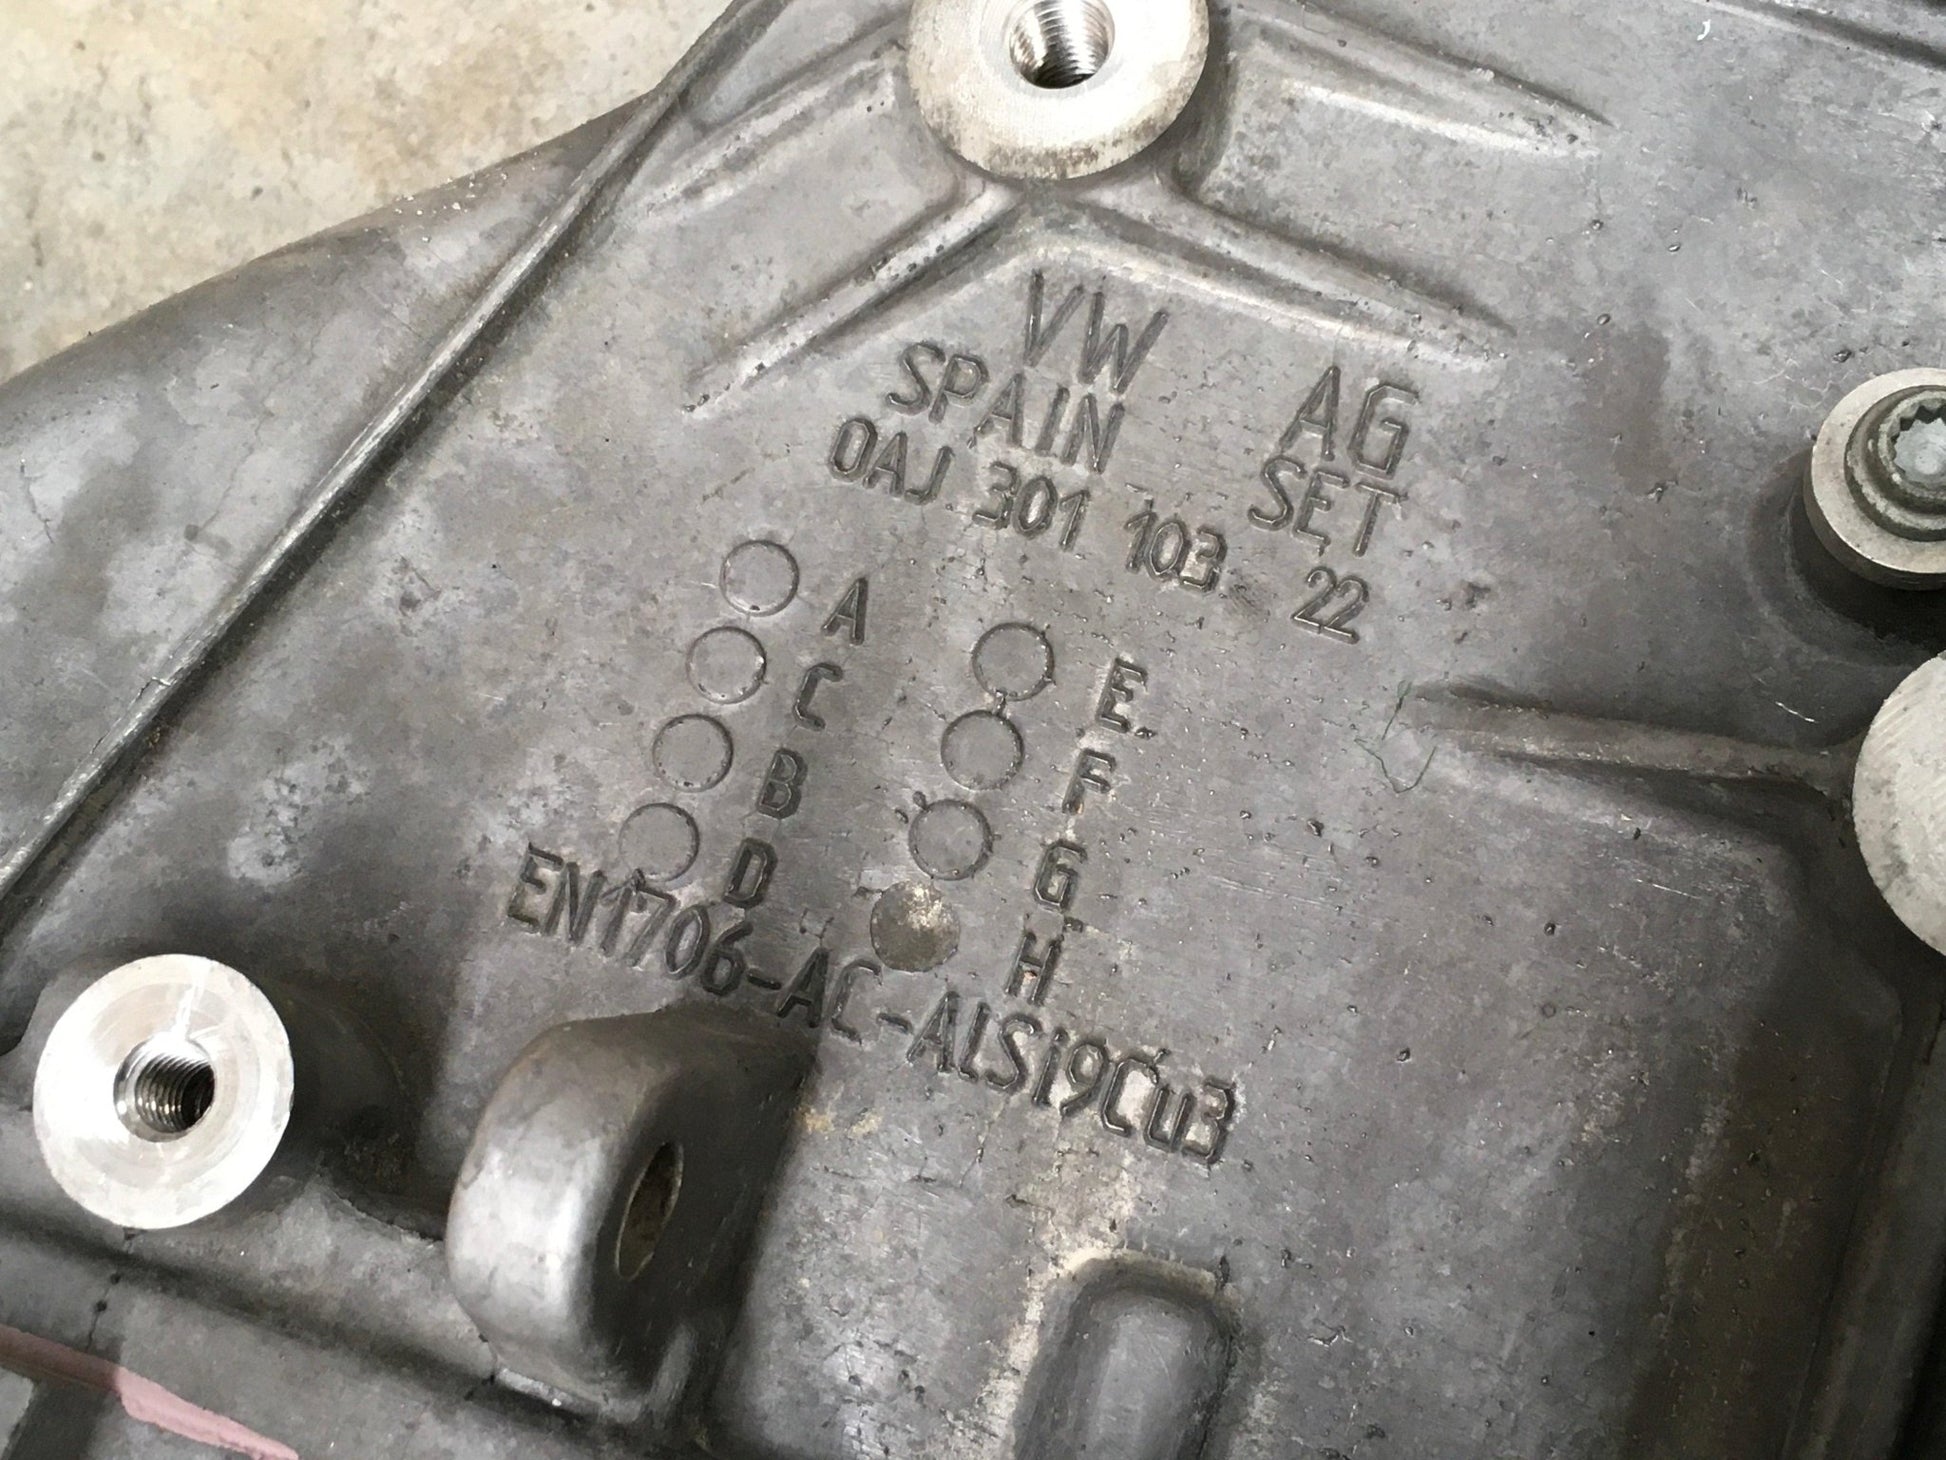 VW AG
SPAIN SET
0AJ 301 103 22
A
C E
B F
D G
H
EN1706-AC-ALSi9Cu3